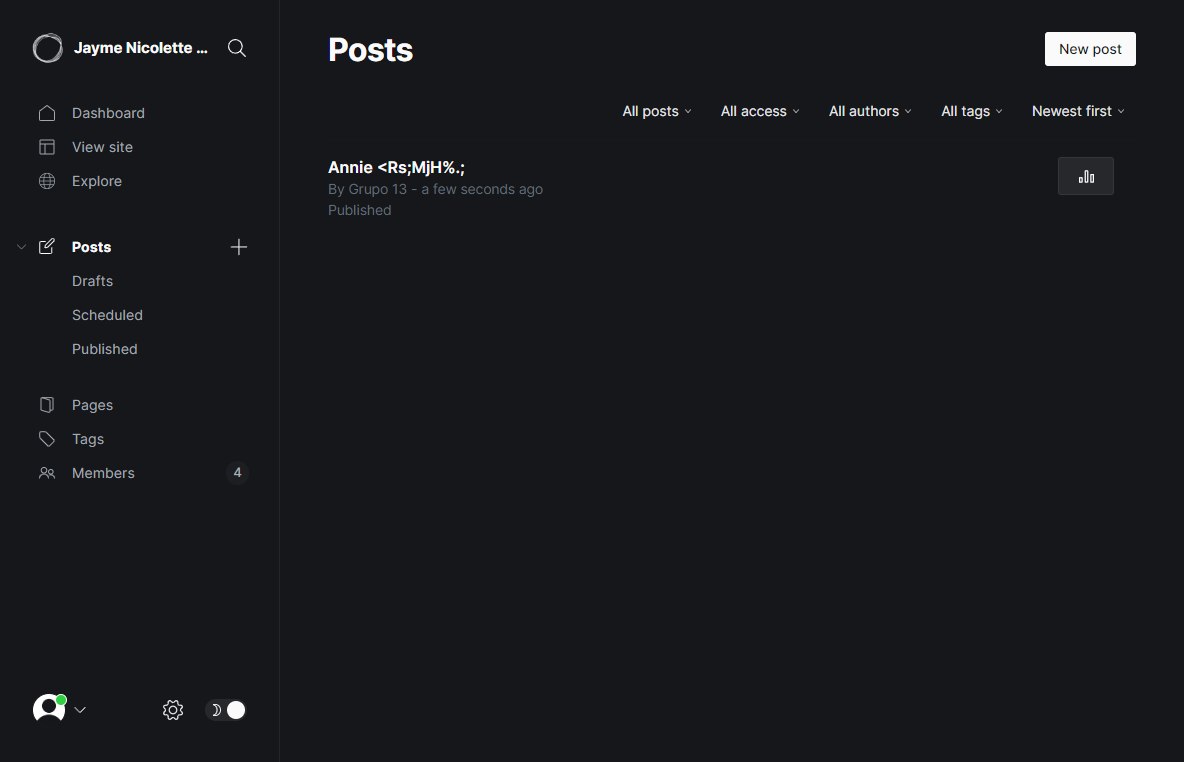 Jayme Nicolette ...
Dashboard
View site
Explore
Posts
Drafts
Scheduled
Published
Pages
Tags
Members
4
Posts
New post
All posts
All access
All authors
All tags
Newest first
Annie <Rs;MjH%.;
By Grupo 13 - a few seconds ago
Published